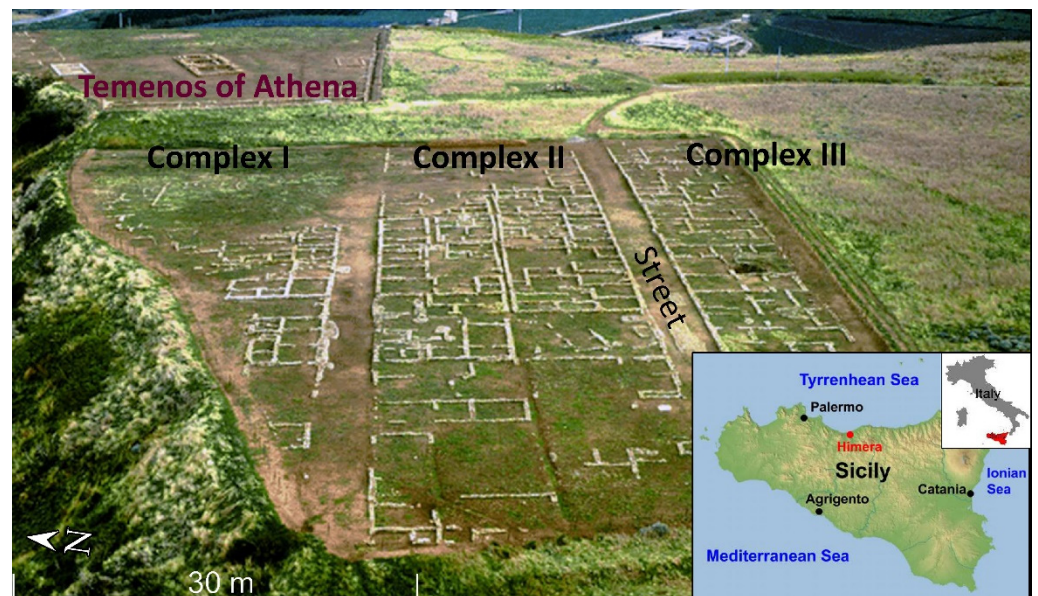 Temenos of Athena
Complex I
Complex II
Complex III
Street
N
30 m
Tyrrenhean Sea
Italy
Palermo
Himera
Sicily
Ionian
Sea
Catania
Agrigento
Mediterranean Sea